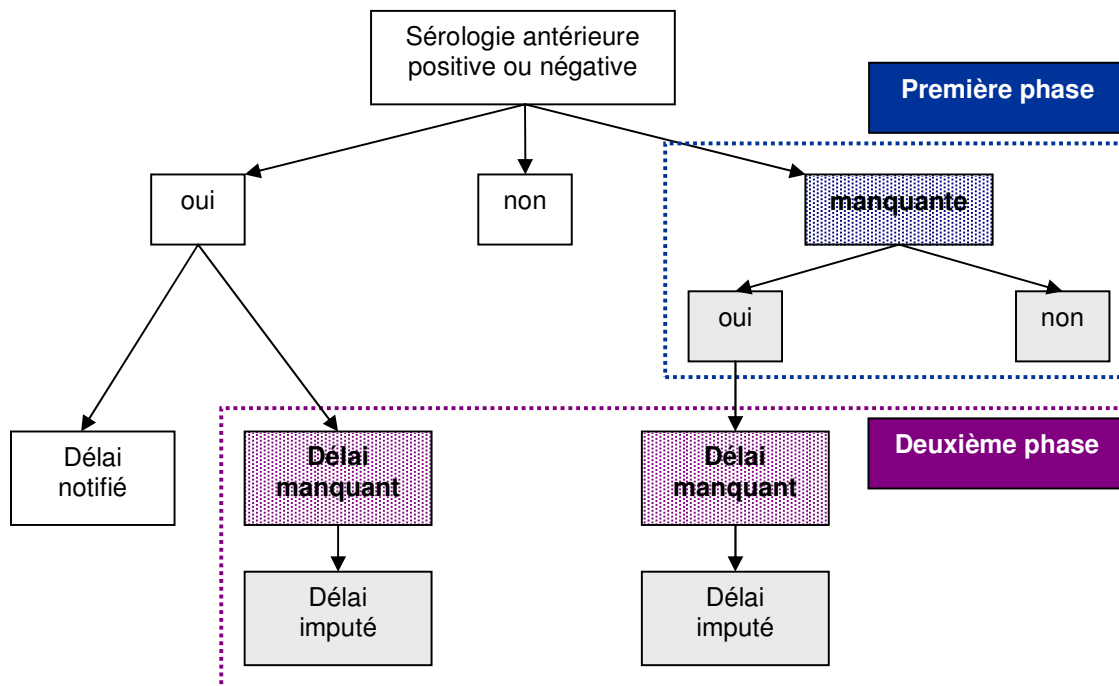 Sérologie antérieure
positive ou négative
Première phase
oui
non
manquante
oui
non
Délai
notifié
Délai
manquant
Délai
manquant
Deuxième phase
Délai
imputé
Délai
imputé